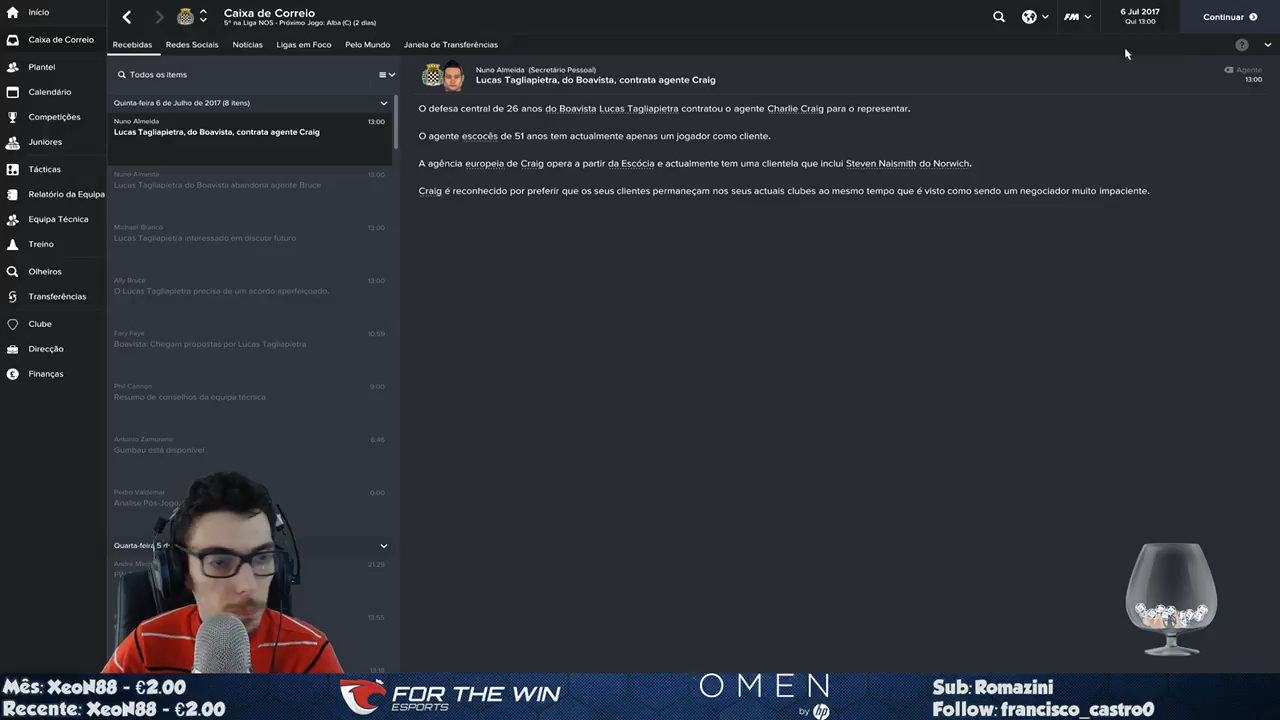 Início
Caixa de Correio
Plantel
Calendário
Competições
Juniores
Tácticas
Relatório da Equipa
Equipa Técnica
Treino
Olheiros
Transferências
Clube
Direcção
Finanças
Caixa de Correio
5º na Liga NOS - Próximo Jogo: Alba (C) (2 dias)
FM
6 Jul 2017
Qui 13:00
Continuar
Recebidas
Redes Sociais
Notícias
Ligas em Foco
Pelo Mundo
Janela de Transferências
?
Todos os items
Quinta-feira 6 de Julho de 2017 (8 itens)
Nuno Almeida 13:00
Lucas Tagliapietra, do Boavista, contrata agente Craig
Nuno Almeida 13:00
Lucas Tagliapietra do Boavista abandona agente Bruce
Michael Branco 13:00
Lucas Tagliapietra interessado em discutir futuro
Ally Bruce 13:00
O Lucas Tagliapietra precisa de um acordo aperfeiçoado.
Fary Faye 10:59
Boavista: Chegam propostas por Lucas Tagliapietra
Phil Cannan 9:00
Resumo de conselhos da equipa técnica
Antonio Zamorano 6:46
Gumbau está disponível
Pedro Valdemar 0:00
Análise Pós-Jogo
Quarta-feira 5 d
21:29
13:55
13:18
Nuno Almeida (Secretário Pessoal)
Lucas Tagliapietra, do Boavista, contrata agente Craig
Agente
13:00
O defesa central de 26 anos do Boavista Lucas Tagliapietra contratou o agente Charlie Craig para o representar.
O agente escocês de 51 anos tem actualmente apenas um jogador como cliente.
A agência europeia de Craig opera a partir da Escócia e actualmente tem uma clientela que inclui Steven Naismith do Norwich.
Craig é reconhecido por preferir que os seus clientes permaneçam nos seus actuais clubes ao mesmo tempo que é visto como sendo um negociador muito impaciente.
Mês: XeoN88 - €2.00
Recente: XeoN88 - €2.00
FOR THE WIN
ESPORTS
OMEN
by hp
Sub: Romazini
Follow: francisco_castro0